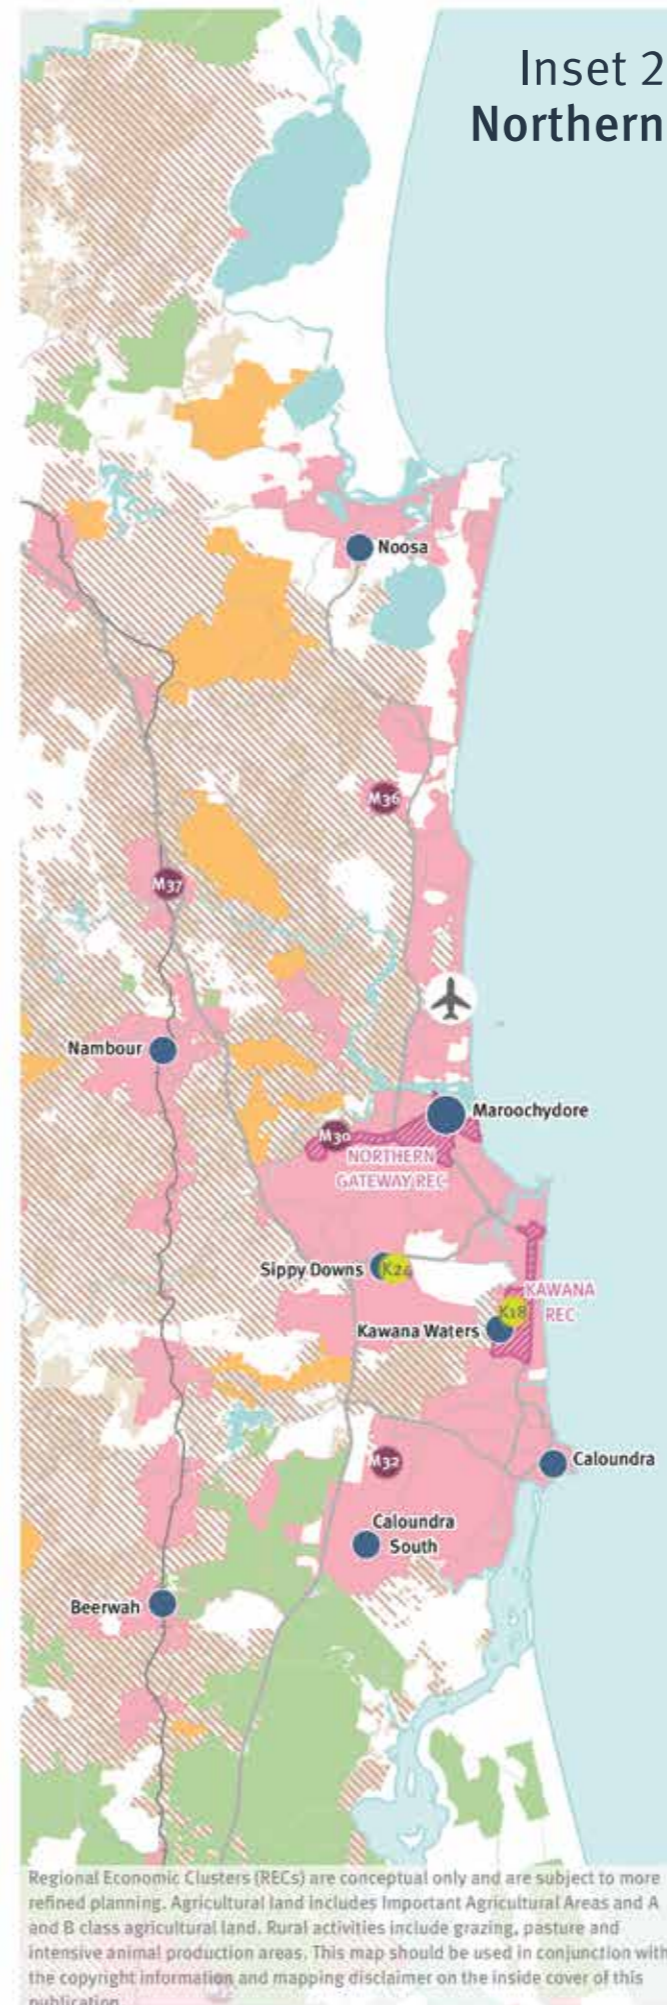 Inset 2
Northern
Noosa
M36
M37
Nambour
Maroochydore
M30
NORTHERN
GATEWAY REC
Sippy Downs
KAWANA
REC
K18
Kawana Waters
M32
Caloundra
Caloundra
South
Beerwah
Regional Economic Clusters (RECs) are conceptual only and are subject to more
refined planning. Agricultural land includes Important Agricultural Areas and A
and B class agricultural land. Rural activities include grazing, pasture and
intensive animal production areas. This map should be used in conjunction with
the copyright information and mapping disclaimer on the inside cover of this
publication.